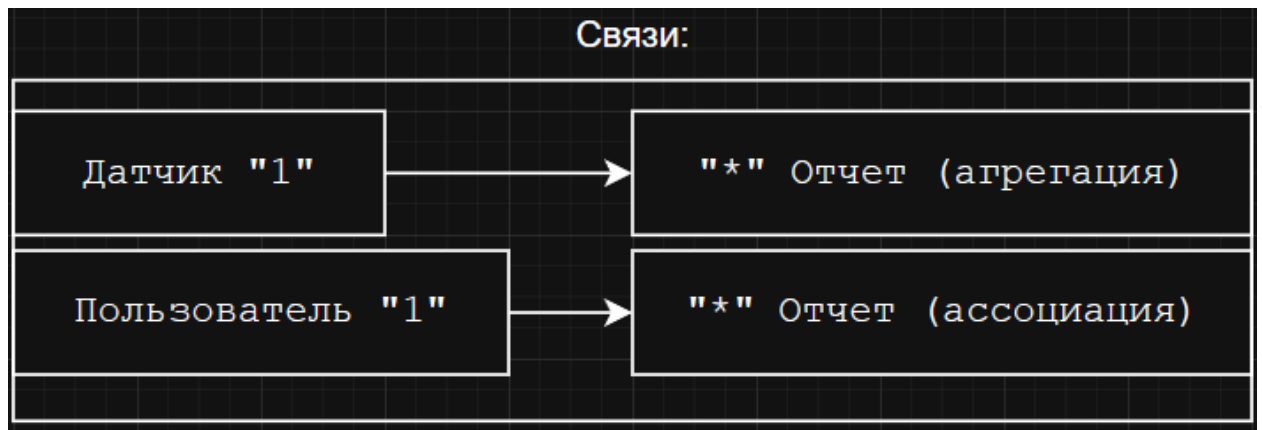 Связи:
Датчик "1"
"*" Отчет (агрегация)
Пользователь "1"
"*" Отчет (ассоциация)